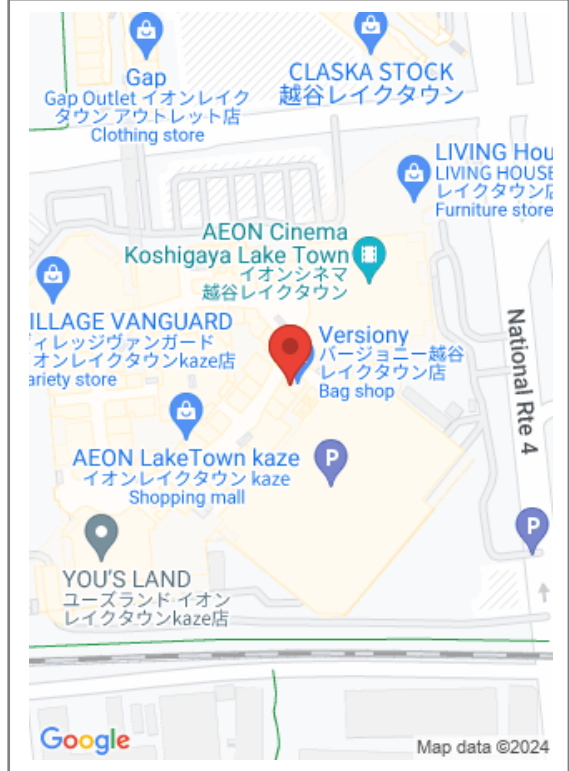 Gap
Gap Outlet イオンレイク
タウン アウトレット店
Clothing store
CLASKA STOCK
越谷レイクタウン
LIVING Hou
LIVING HOUSE
レイクタウン店
Furniture store
AEON Cinema
Koshigaya Lake Town
イオンシネマ
越谷レイクタウン
ILLAGE VANGUARD
ィレッジヴァンガード
オンレイクタウンkaze店
ariety store
Versiony
バージョニー越谷
レイクタウン店
Bag shop
National Rte 4
AEON LakeTown kaze
イオンレイクタウン kaze
Shopping mall
P
P
YOU'S LAND
ユーズランド イオン
レイクタウンkaze店
Google
Map data ©2024